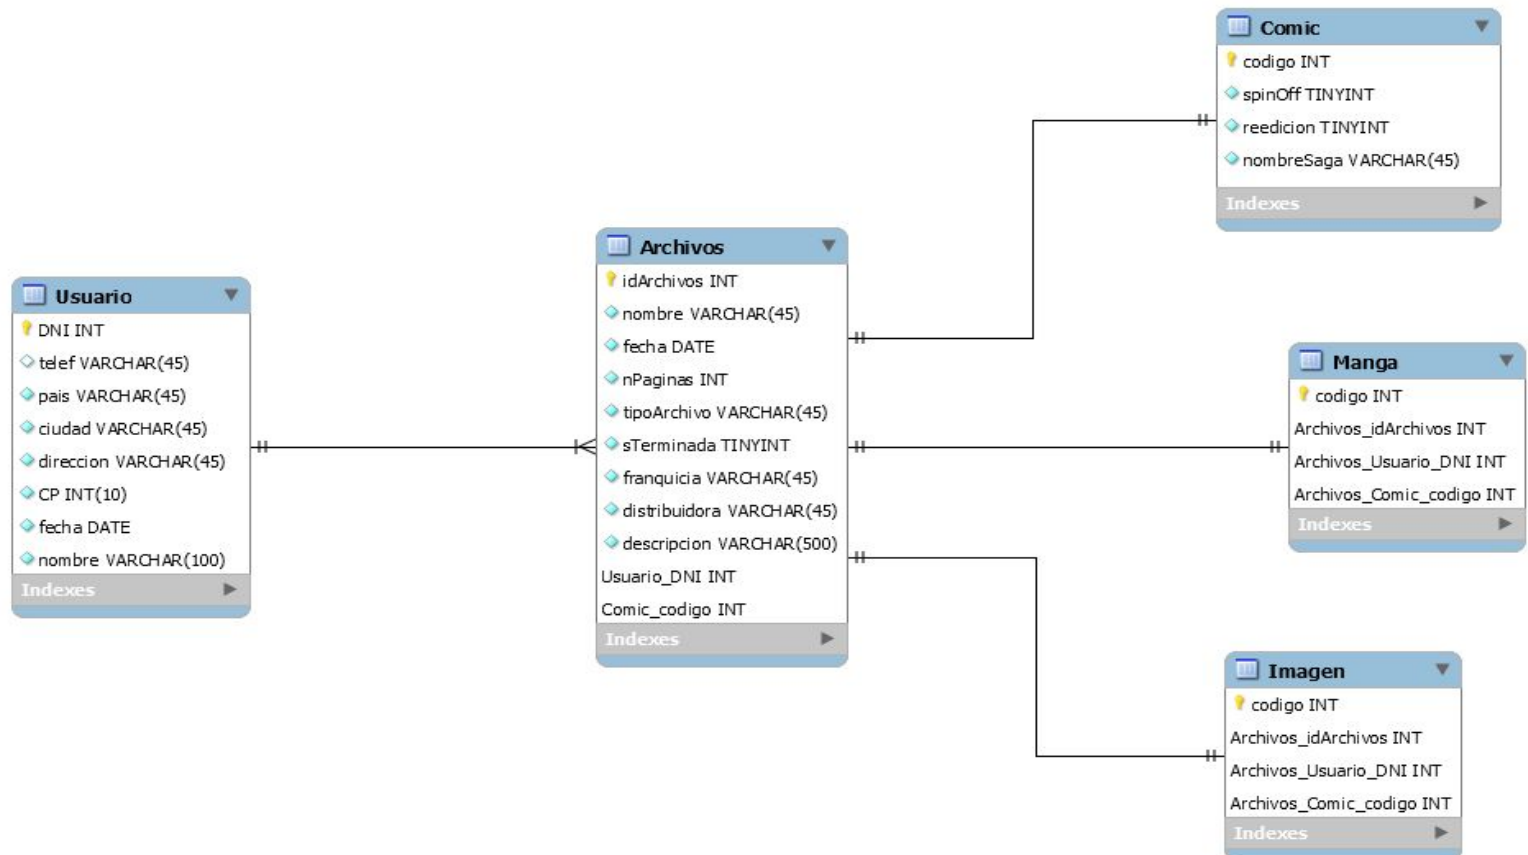 Comic
codigo INT
spinOff TINYINT
reedicion TINYINT
nombreSaga VARCHAR(45)
Indexes
Archivos
idArchivos INT
nombre VARCHAR(45)
fecha DATE
nPaginas INT
tipoArchivo VARCHAR(45)
sTerminada TINYINT
franquicia VARCHAR(45)
distribuidora VARCHAR(45)
descripcion VARCHAR(500)
Usuario_DNI INT
Comic_codigo INT
Indexes
Usuario
DNI INT
telef VARCHAR(45)
pais VARCHAR(45)
ciudad VARCHAR(45)
direccion VARCHAR(45)
CP INT(10)
fecha DATE
nombre VARCHAR(100)
Indexes
Manga
codigo INT
Archivos_idArchivos INT
Archivos_Usuario_DNI INT
Archivos_Comic_codigo INT
Indexes
Imagen
codigo INT
Archivos_idArchivos INT
Archivos_Usuario_DNI INT
Archivos_Comic_codigo INT
Indexes